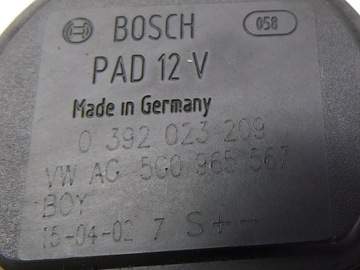 BOSCH 058
PAD 12 V
Made in Germany
0 392 023 209
VW AG 5G0 965 567
BOY
15-04-02 7 S+-